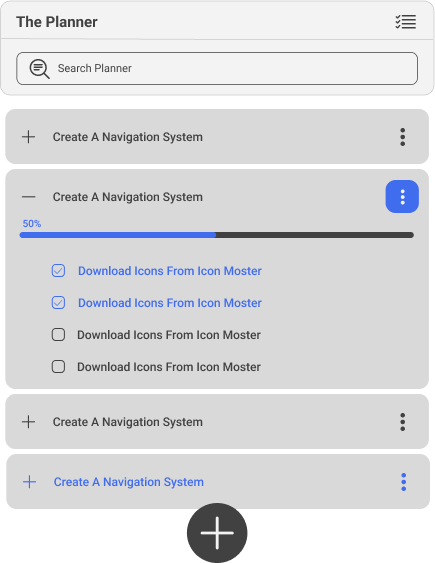 The Planner
Search Planner
Create A Navigation System
Create A Navigation System
50%
Download Icons From Icon Moster
Download Icons From Icon Moster
Download Icons From Icon Moster
Download Icons From Icon Moster
Create A Navigation System
Create A Navigation System